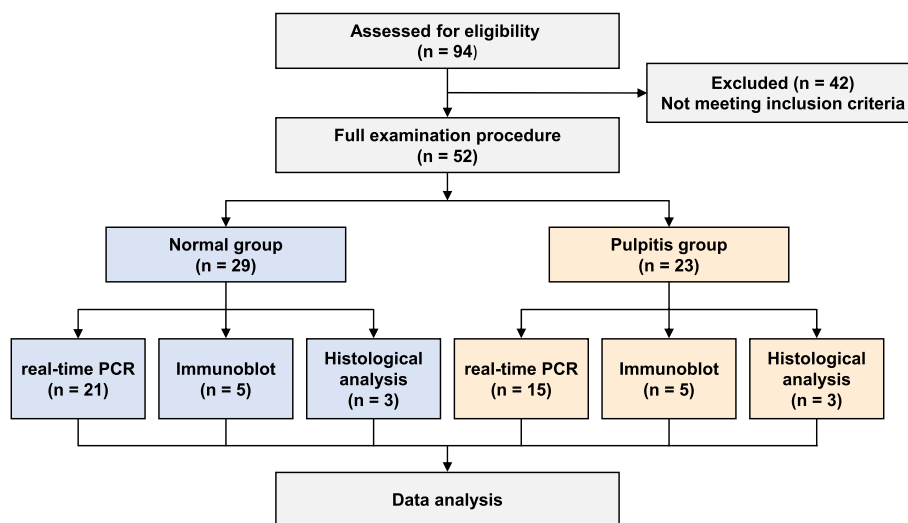 Assessed for eligibility
(n = 94)
Excluded (n = 42)
Not meeting inclusion criteria
Full examination procedure
(n = 52)
Normal group
(n = 29)
Pulpitis group
(n = 23)
real-time PCR
(n = 21)
Immunoblot
(n = 5)
Histological
analysis
(n = 3)
real-time PCR
(n = 15)
Immunoblot
(n = 5)
Histological
analysis
(n = 3)
Data analysis